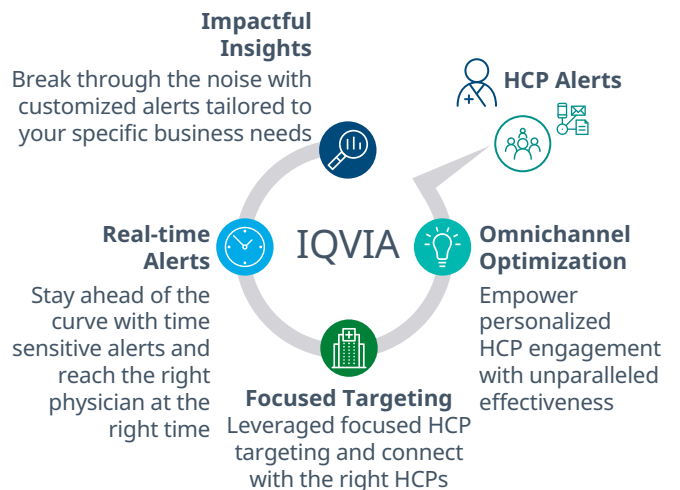 Impactful
Insights
Break through the noise with
customized alerts tailored to
your specific business needs
HCP Alerts
Real-time
Alerts
Stay ahead of the
curve with time
sensitive alerts and
reach the right
physician at the
right time
IQVIA
Omnichannel
Optimization
Empower
personalized
HCP engagement
with unparalleled
effectiveness
Focused Targeting
Leveraged focused HCP
targeting and connect
with the right HCPs